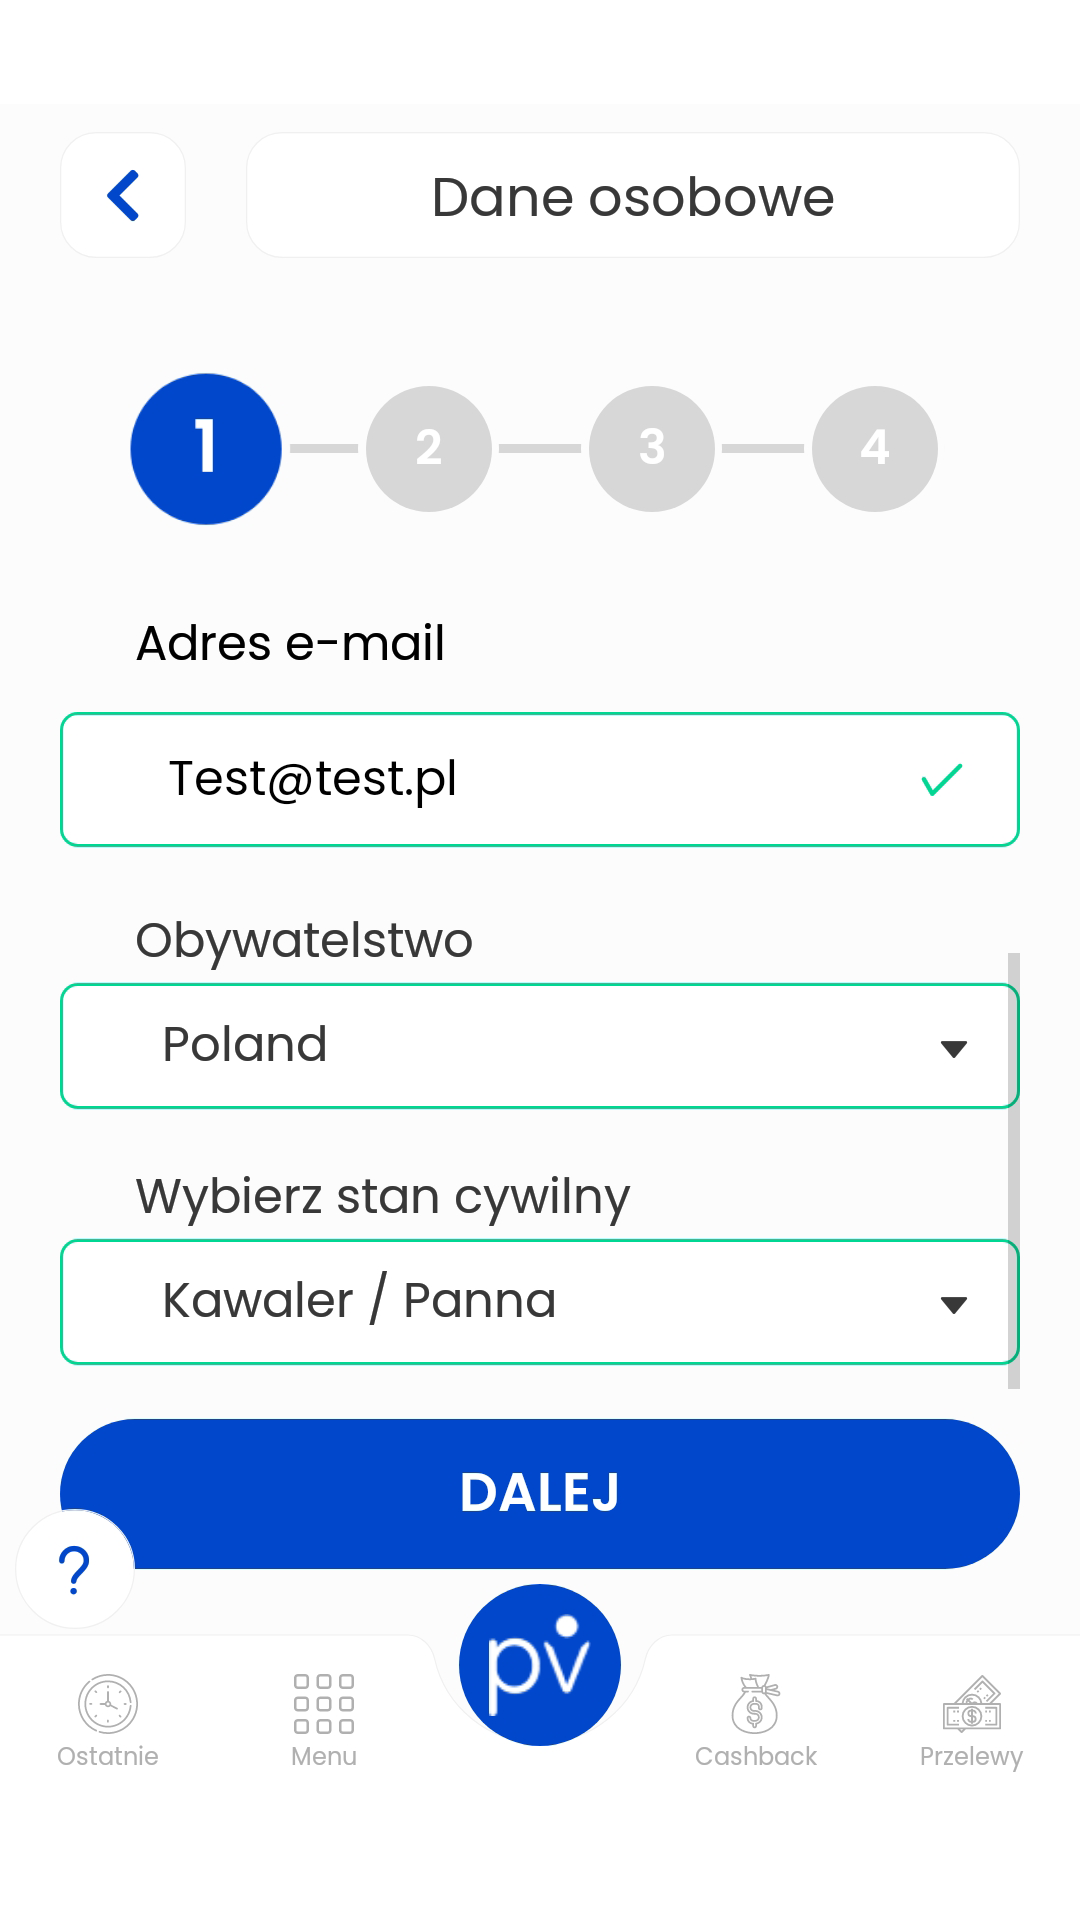 Dane osobowe
1 2 3 4
Adres e-mail
Test@test.pl
Obywatelstwo
Poland
Wybierz stan cywilny
Kawaler / Panna
DALEJ
?
pv
Ostatnie Menu Cashback Przelewy